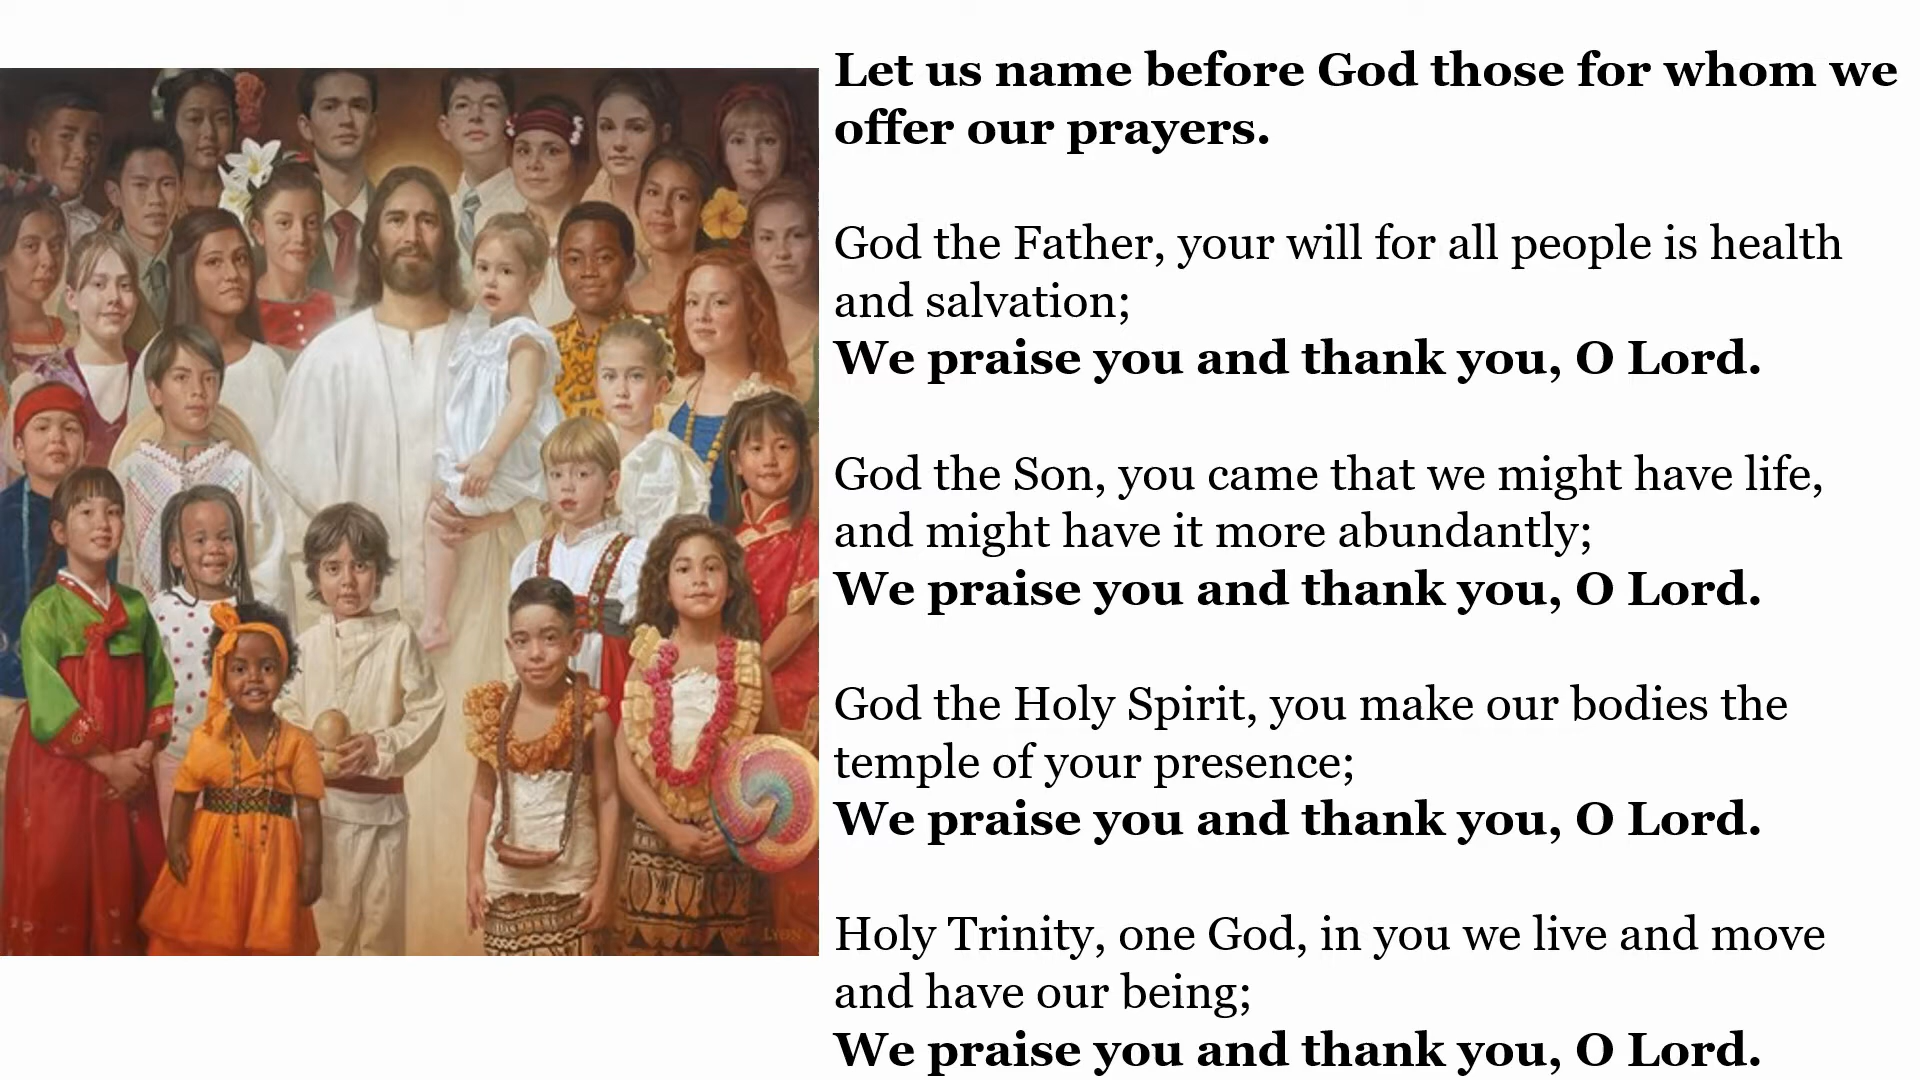 Let us name before God those for whom we
offer our prayers.
God the Father, your will for all people is health
and salvation;
We praise you and thank you, O Lord.
God the Son, you came that we might have life,
and might have it more abundantly;
We praise you and thank you, O Lord.
God the Holy Spirit, you make our bodies the
temple of your presence;
We praise you and thank you, O Lord.
Holy Trinity, one God, in you we live and move
and have our being;
We praise you and thank you, O Lord.
LYON